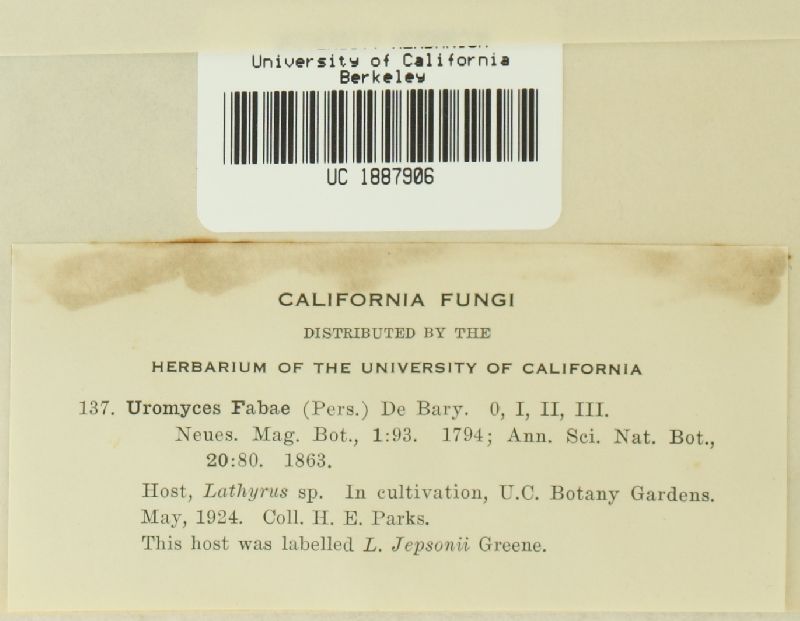 University of California
Berkeley
UC 1887906
CALIFORNIA FUNGI
DISTRIBUTED BY THE
HERBARIUM OF THE UNIVERSITY OF CALIFORNIA
137. Uromyces Fabae (Pers.) De Bary. 0, I, II, III.
Neues. Mag. Bot., 1:93. 1794; Ann. Sci. Nat. Bot.,
20:80. 1863.
Host, Lathyrus sp. In cultivation, U.C. Botany Gardens.
May, 1924. Coll. H. E. Parks.
This host was labelled L. Jepsonii Greene.